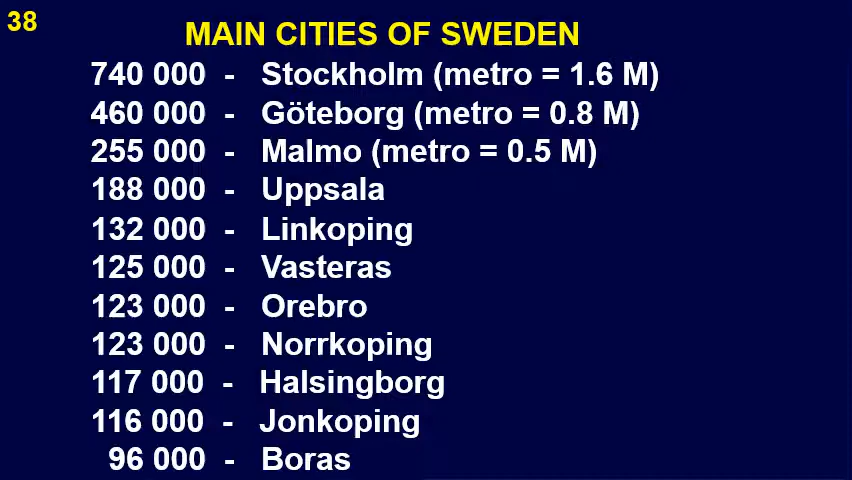 38
MAIN CITIES OF SWEDEN
740 000 - Stockholm (metro = 1.6 M)
460 000 - Göteborg (metro = 0.8 M)
255 000 - Malmo (metro = 0.5 M)
188 000 - Uppsala
132 000 - Linkoping
125 000 - Vasteras
123 000 - Orebro
123 000 - Norrkoping
117 000 - Halsingborg
116 000 - Jonkoping
96 000 - Boras